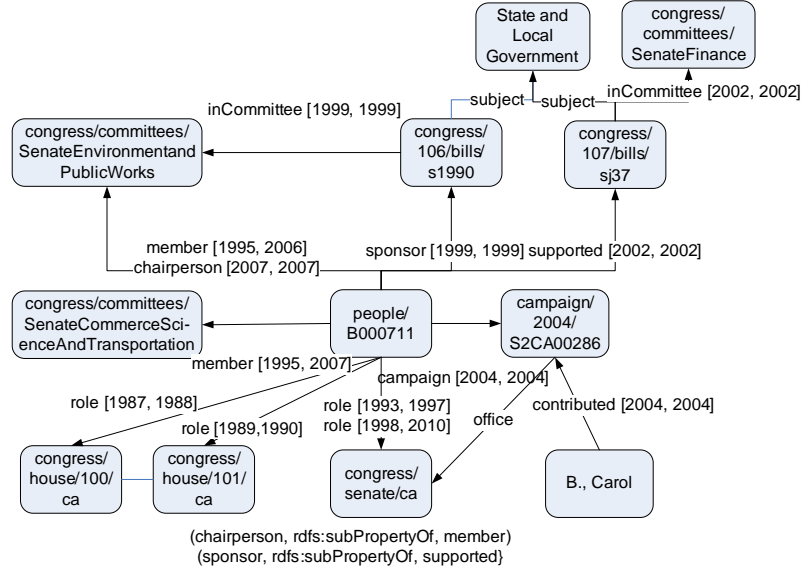 State and
Local
Government
congress/
committees/
SenateFinance
subject
subject
inCommittee [2002, 2002]
inCommittee [1999, 1999]
congress/committees/
SenateEnvironmentand
PublicWorks
congress/
106/bills/
s1990
congress/
107/bills/
sj37
member [1995, 2006]
chairperson [2007, 2007]
sponsor [1999, 1999]
supported [2002, 2002]
congress/committees/
SenateCommerceSci-
enceAndTransportation
people/
B000711
campaign/
2004/
S2CA00286
member [1995, 2007]
campaign [2004, 2004]
role [1987, 1988]
role [1989,1990]
role [1993, 1997]
role [1998, 2010]
office
contributed [2004, 2004]
congress/
house/100/
ca
congress/
house/101/
ca
congress/
senate/ca
B., Carol
(chairperson, rdfs:subPropertyOf, member)
(sponsor, rdfs:subPropertyOf, supported}